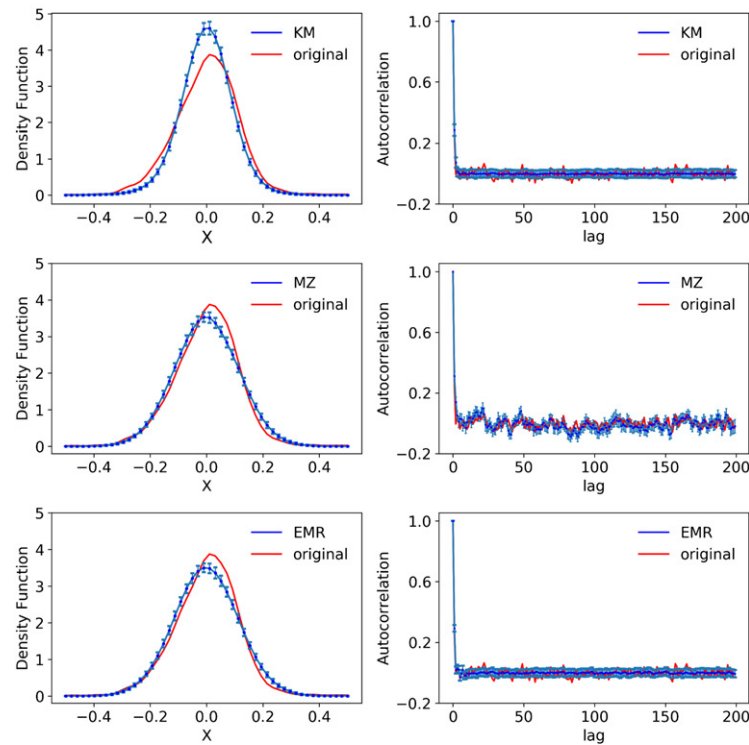 Density Function
5
4
3
2
1
0
KM
original
−0.4 −0.2 0.0 0.2 0.4
X
Autocorrelation
1.0
0.6
0.2
−0.2
KM
original
0 50 100 150 200
lag
Density Function
5
4
3
2
1
0
MZ
original
−0.4 −0.2 0.0 0.2 0.4
X
Autocorrelation
1.0
0.6
0.2
−0.2
MZ
original
0 50 100 150 200
lag
Density Function
5
4
3
2
1
0
EMR
original
−0.4 −0.2 0.0 0.2 0.4
X
Autocorrelation
1.0
0.6
0.2
−0.2
EMR
original
0 50 100 150 200
lag